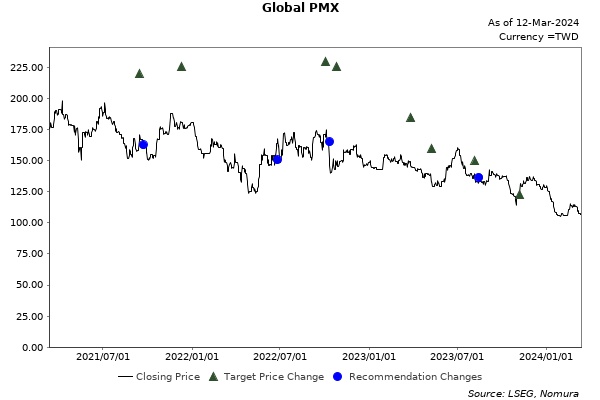 Global PMX
As of 12-Mar-2024
Currency =TWD
225.00
200.00
175.00
150.00
125.00
100.00
75.00
50.00
25.00
0.00
2021/07/01 2022/01/01 2022/07/01 2023/01/01 2023/07/01 2024/01/01
Closing Price Target Price Change Recommendation Changes
Source: LSEG, Nomura